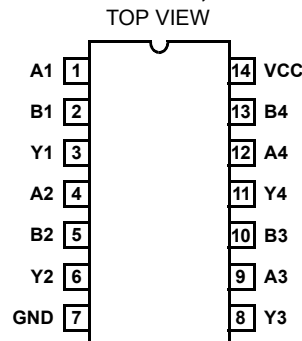 TOP VIEW
A1 1 14 VCC
B1 2 13 B4
Y1 3 12 A4
A2 4 11 Y4
B2 5 10 B3
Y2 6 9 A3
GND 7 8 Y3